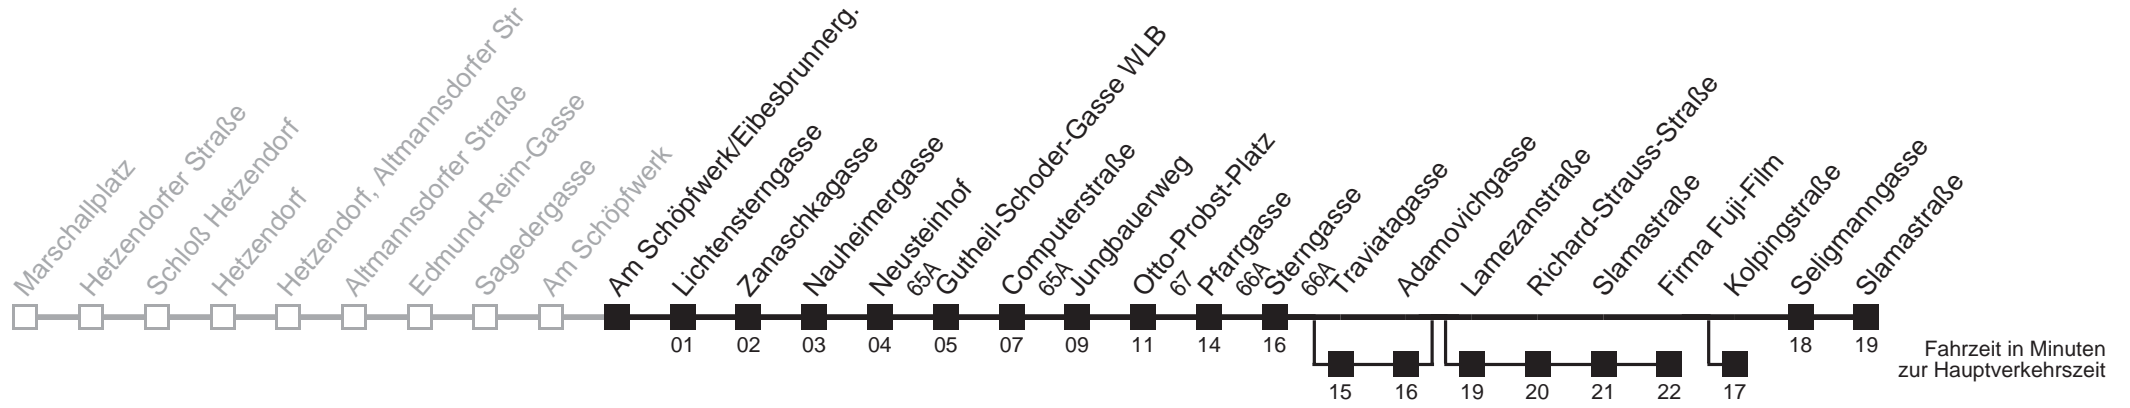 Marschallplatz
Hetzendorfer Straße
Schloß Hetzendorf
Hetzendorf
Hetzendorf, Altmannsdorfer Str
Altmannsdorfer Straße
Edmund-Reim-Gasse
Sagedergasse
Am Schöpfwerk
Am Schöpfwerk/Eibesbrunnerg.
Lichtensterngasse
Zanaschkagasse
Nauheimergasse
Neusteinhof
65A
Gutheil-Schoder-Gasse WLB
Computerstraße
65A
Jungbauerweg
Otto-Probst-Platz
67
Pfarrgasse
66A
Sterngasse
66A
Traviatagasse
Adamovichgasse
Lamezanstraße
Richard-Strauss-Straße
Slamastraße
Firma Fuji-Film
Kolpingstraße
Seligmanngasse
Slamastraße
01 02 03 04 05 07 09 11 14 16 18 19
15 16 19 20 21 22 17
Fahrzeit in Minuten
zur Hauptverkehrszeit